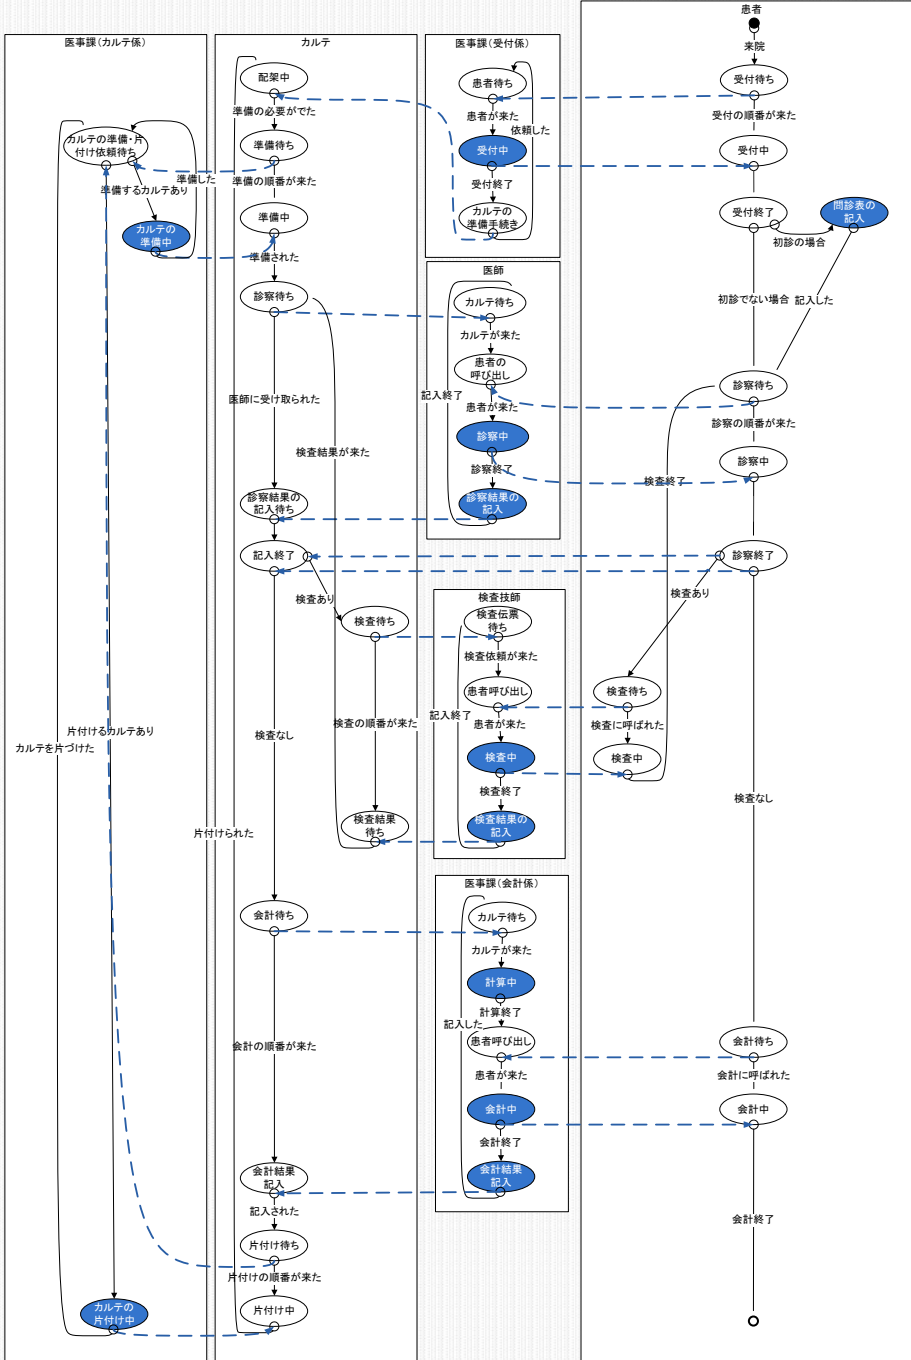 医事課(カルテ係)
カルテの準備・片
付け依頼待ち
準備した
準備するカルテあり
カルテの
準備中
片付けるカルテあり
カルテを片づけた
カルテの
片付け中
カルテ
配架中
準備の必要がでた
準備待ち
準備の順番が来た
準備中
準備された
診察待ち
医師に受け取られた
検査結果が来た
診察結果の
記入待ち
記入終了
検査あり
検査待ち
検査なし
検査の順番が来た
検査結果
待ち
片付けられた
会計待ち
会計の順番が来た
会計結果
記入
記入された
片付け待ち
片付けの順番が来た
片付け中
医事課(受付係)
患者待ち
患者が来た
依頼した
受付中
受付終了
カルテの
準備手続き
医師
カルテ待ち
カルテが来た
患者の
呼び出し
記入終了
患者が来た
診察中
診察終了
診察結果の
記入
検査技師
検査伝票
待ち
検査依頼が来た
患者呼び出し
記入終了
患者が来た
検査中
検査終了
検査結果の
記入
医事課(会計係)
カルテ待ち
カルテが来た
計算中
計算終了
記入した
患者呼び出し
患者が来た
会計中
会計終了
会計結果
記入
患者
来院
受付待ち
受付の順番が来た
受付中
受付終了
問診表の
記入
初診の場合
初診でない場合
記入した
診察待ち
診察の順番が来た
診察中
検査終了
診察終了
検査あり
検査待ち
検査に呼ばれた
検査中
検査なし
会計待ち
会計に呼ばれた
会計中
会計終了